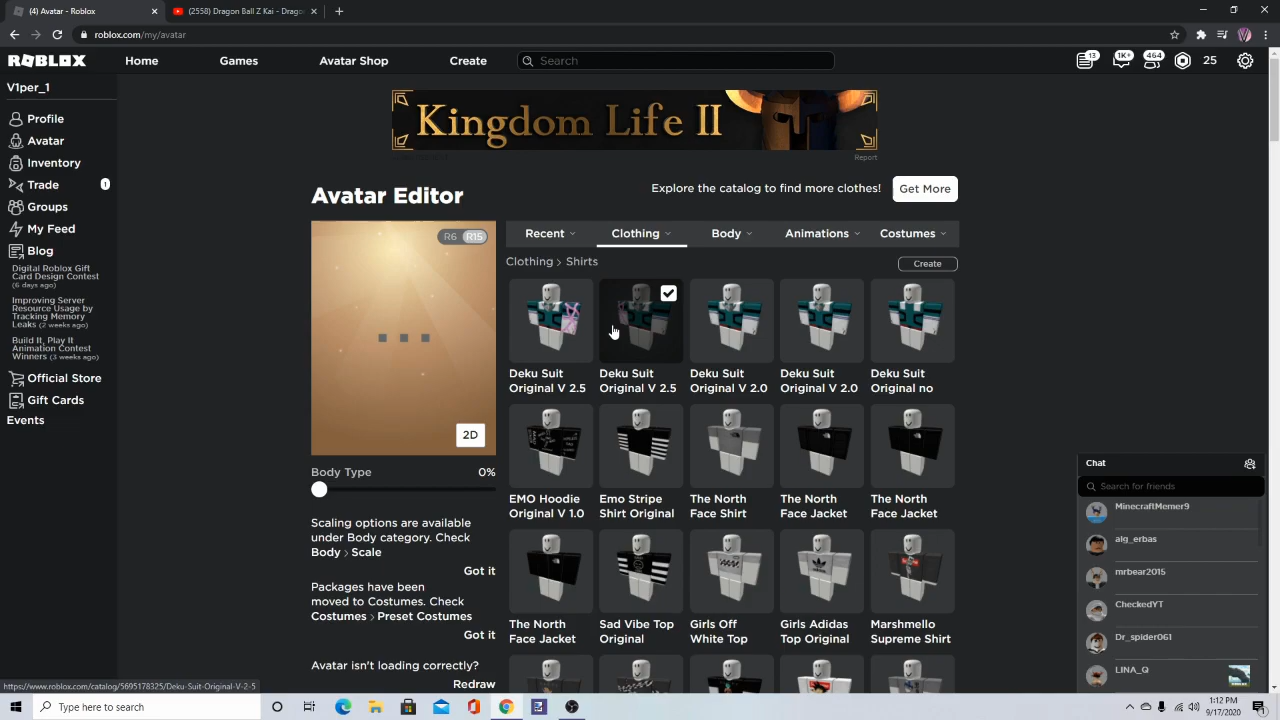 (4) Avatar - Roblox
(2558) Dragon Ball Z Kai - Drago
roblox.com/my/avatar
ROBLOX
Home
Games
Avatar Shop
Create
Search
13
1K+
464
25
V1per_1
Profile
Avatar
Inventory
Trade
1
Groups
My Feed
Blog
Digital Roblox Gift
Card Design Contest
(6 days ago)
Improving Server
Resource Usage by
Tracking Memory
Leaks (2 weeks ago)
Build It, Play It
Animation Contest
Winners (3 weeks ago)
Official Store
Gift Cards
Events
Kingdom Life II
Report
Avatar Editor
Explore the catalog to find more clothes!
Get More
R6
R15
2D
Body Type
0%
Scaling options are available
under Body category. Check
Body > Scale
Got it
Packages have been
moved to Costumes. Check
Costumes > Preset Costumes
Got it
Avatar isn't loading correctly?
Redraw
Recent
Clothing
Body
Animations
Costumes
Clothing > Shirts
Create
Deku Suit
Original V 2.5
Deku Suit
Original V 2.5
Deku Suit
Original V 2.0
Deku Suit
Original V 2.0
Deku Suit
Original no
EMO Hoodie
Original V 1.0
Emo Stripe
Shirt Original
The North
Face Shirt
The North
Face Jacket
The North
Face Jacket
The North
Face Jacket
Sad Vibe Top
Original
Girls Off
White Top
Girls Adidas
Top Original
Marshmello
Supreme Shirt
Chat
Search for friends
MinecraftMemer9
alg_erbas
mrbear2015
CheckedYT
Dr_spider061
LINA_Q
https://www.roblox.com/catalog/5695178325/Deku-Suit-Original-V-2-5
Type here to search
1:12 PM
9/17/2020
1